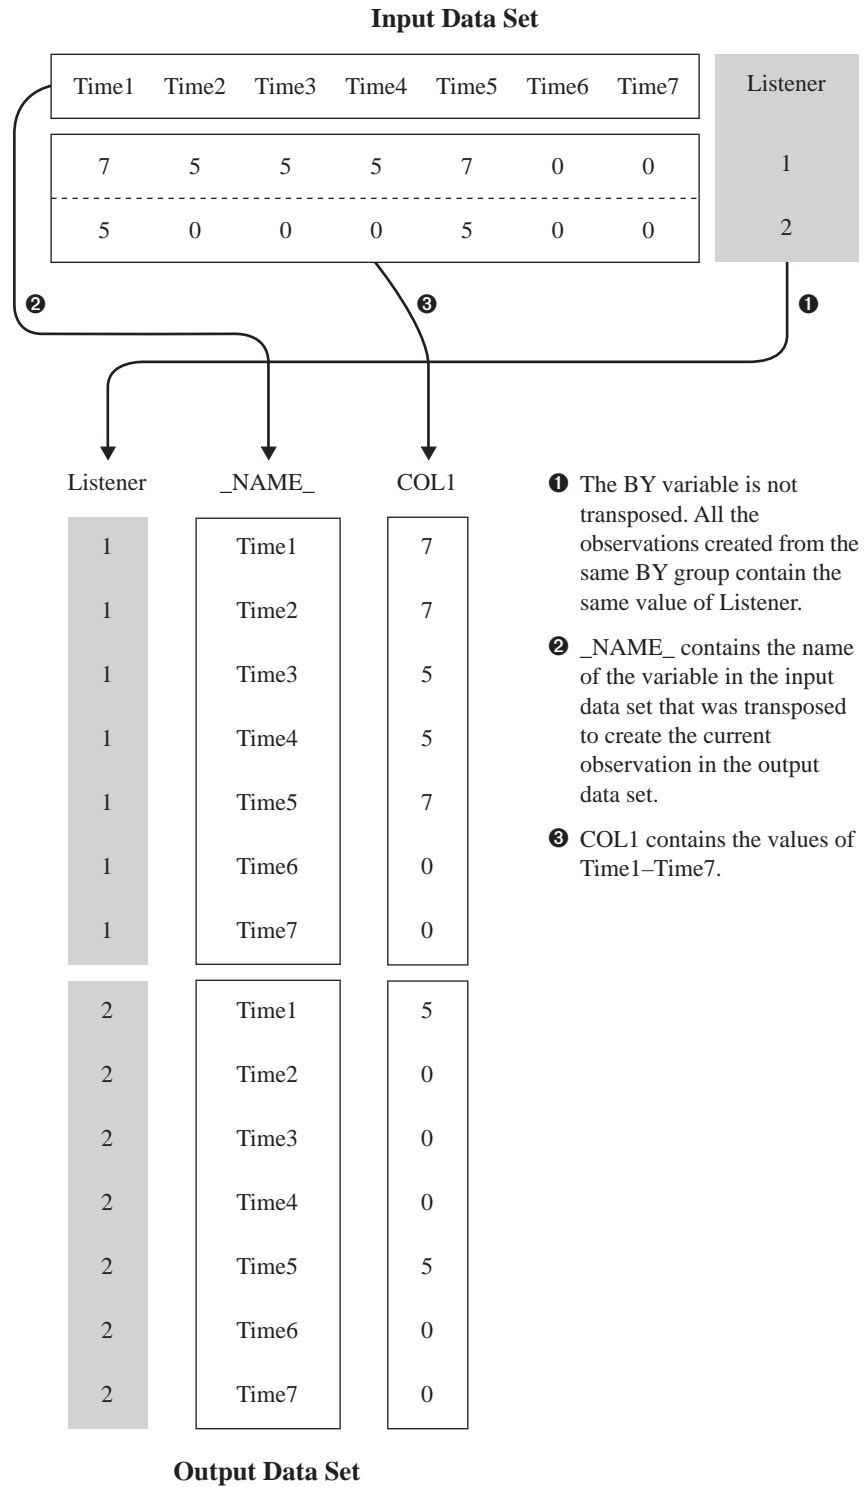 Input Data Set
Time1 Time2 Time3 Time4 Time5 Time6 Time7 Listener
7 5 5 5 7 0 0 1
5 0 0 0 5 0 0 2
❷ ❸ ❶
Listener _NAME_ COL1
1 Time1 7
1 Time2 7
1 Time3 5
1 Time4 5
1 Time5 7
1 Time6 0
1 Time7 0
2 Time1 5
2 Time2 0
2 Time3 0
2 Time4 0
2 Time5 5
2 Time6 0
2 Time7 0
❶ The BY variable is not
transposed. All the
observations created from the
same BY group contain the
same value of Listener.
❷ _NAME_ contains the name
of the variable in the input
data set that was transposed
to create the current
observation in the output
data set.
❸ COL1 contains the values of
Time1–Time7.
Output Data Set